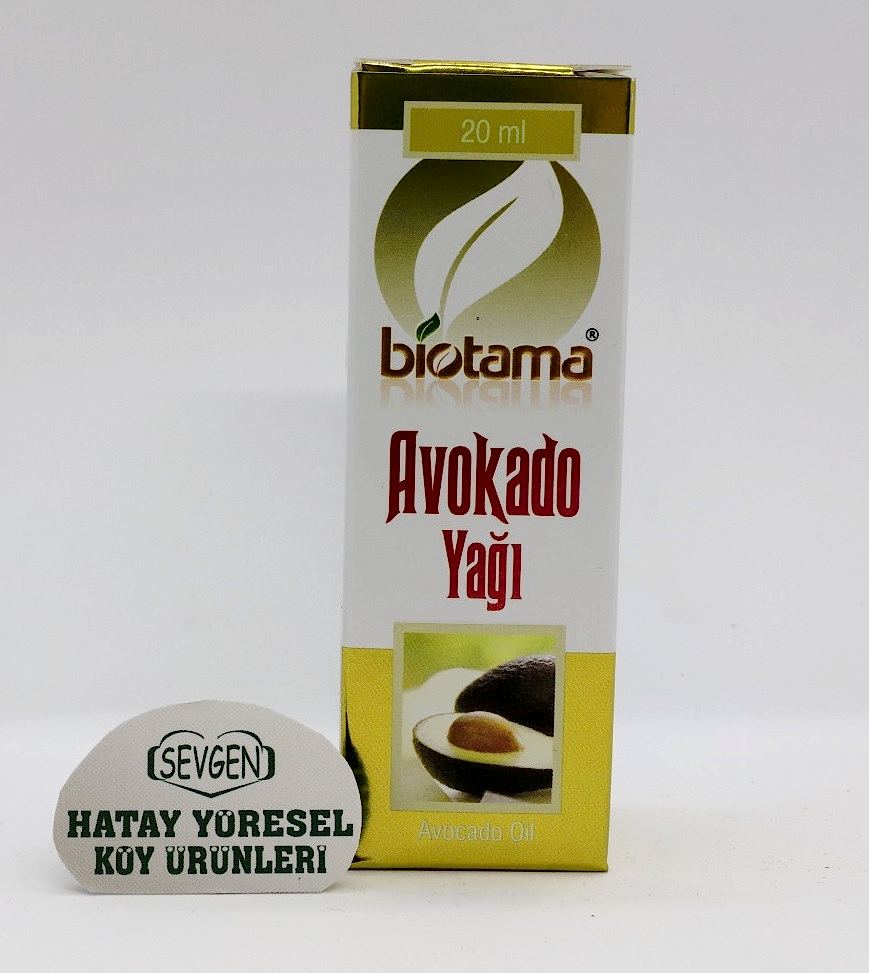 20 ml
biotama®
Avokado
Yağı
Avocado Oil
SEVGEN
HATAY YÖRESEL
KÖY ÜRÜNLERİ